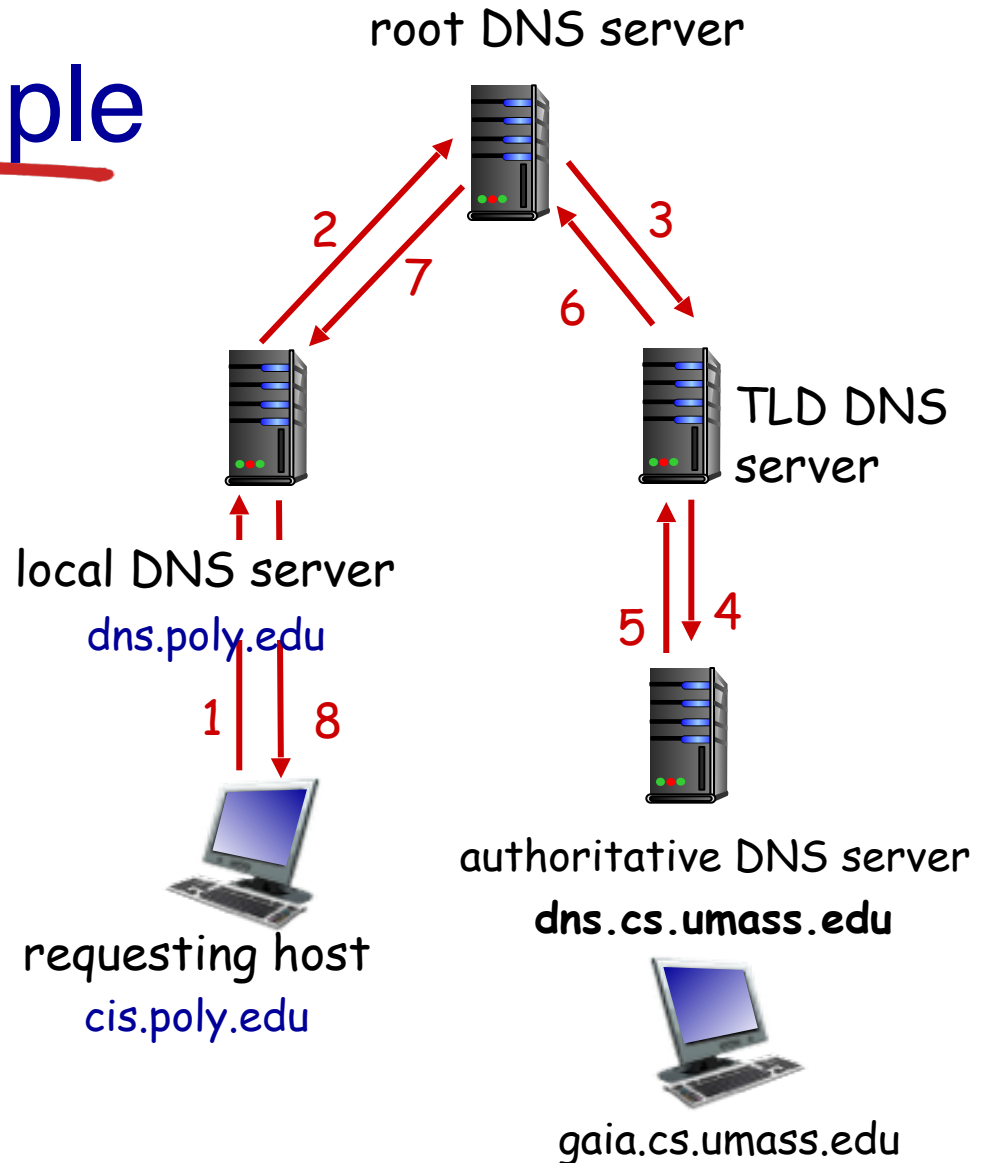 root DNS server
ple
2
3
7
6
TLD DNS
server
local DNS server
dns.poly.edu
5
4
1
8
authoritative DNS server
dns.cs.umass.edu
requesting host
cis.poly.edu
gaia.cs.umass.edu